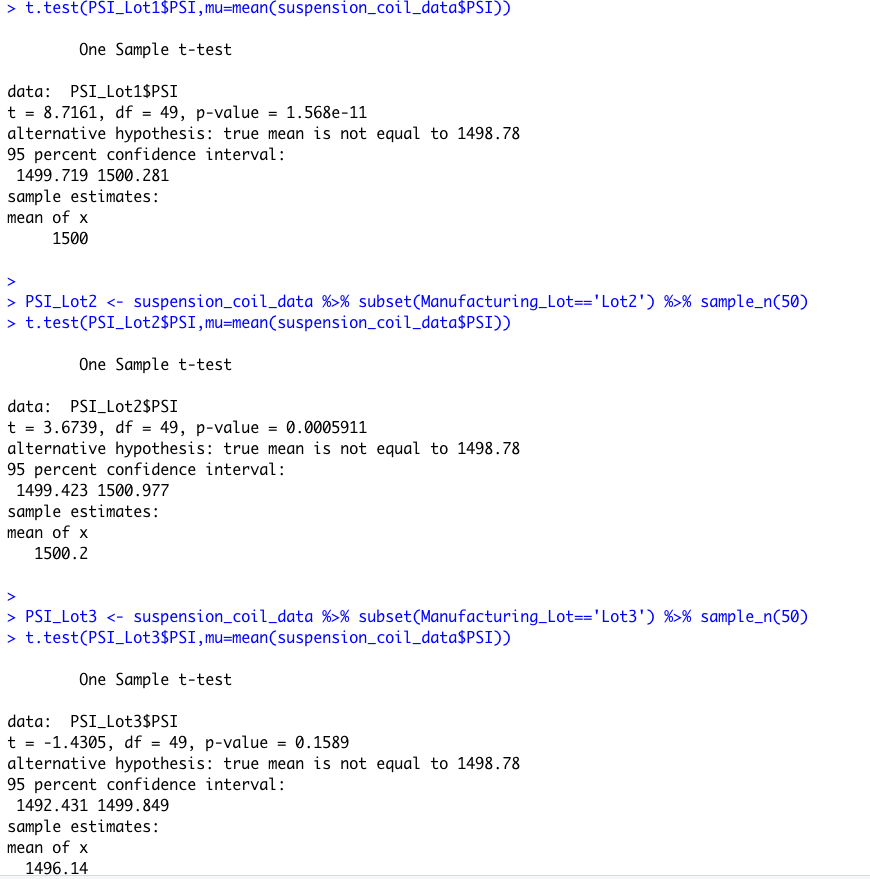 > t.test(PSI_Lot1$PSI,mu=mean(suspension_coil_data$PSI))
One Sample t-test
data:  PSI_Lot1$PSI
t = 8.7161, df = 49, p-value = 1.568e-11
alternative hypothesis: true mean is not equal to 1498.78
95 percent confidence interval:
1499.719 1500.281
sample estimates:
mean of x
1500
>
> PSI_Lot2 <- suspension_coil_data %>% subset(Manufacturing_Lot=='Lot2') %>% sample_n(50)
> t.test(PSI_Lot2$PSI,mu=mean(suspension_coil_data$PSI))
One Sample t-test
data:  PSI_Lot2$PSI
t = 3.6739, df = 49, p-value = 0.0005911
alternative hypothesis: true mean is not equal to 1498.78
95 percent confidence interval:
1499.423 1500.977
sample estimates:
mean of x
1500.2
>
> PSI_Lot3 <- suspension_coil_data %>% subset(Manufacturing_Lot=='Lot3') %>% sample_n(50)
> t.test(PSI_Lot3$PSI,mu=mean(suspension_coil_data$PSI))
One Sample t-test
data:  PSI_Lot3$PSI
t = -1.4305, df = 49, p-value = 0.1589
alternative hypothesis: true mean is not equal to 1498.78
95 percent confidence interval:
1492.431 1499.849
sample estimates:
mean of x
1496.14